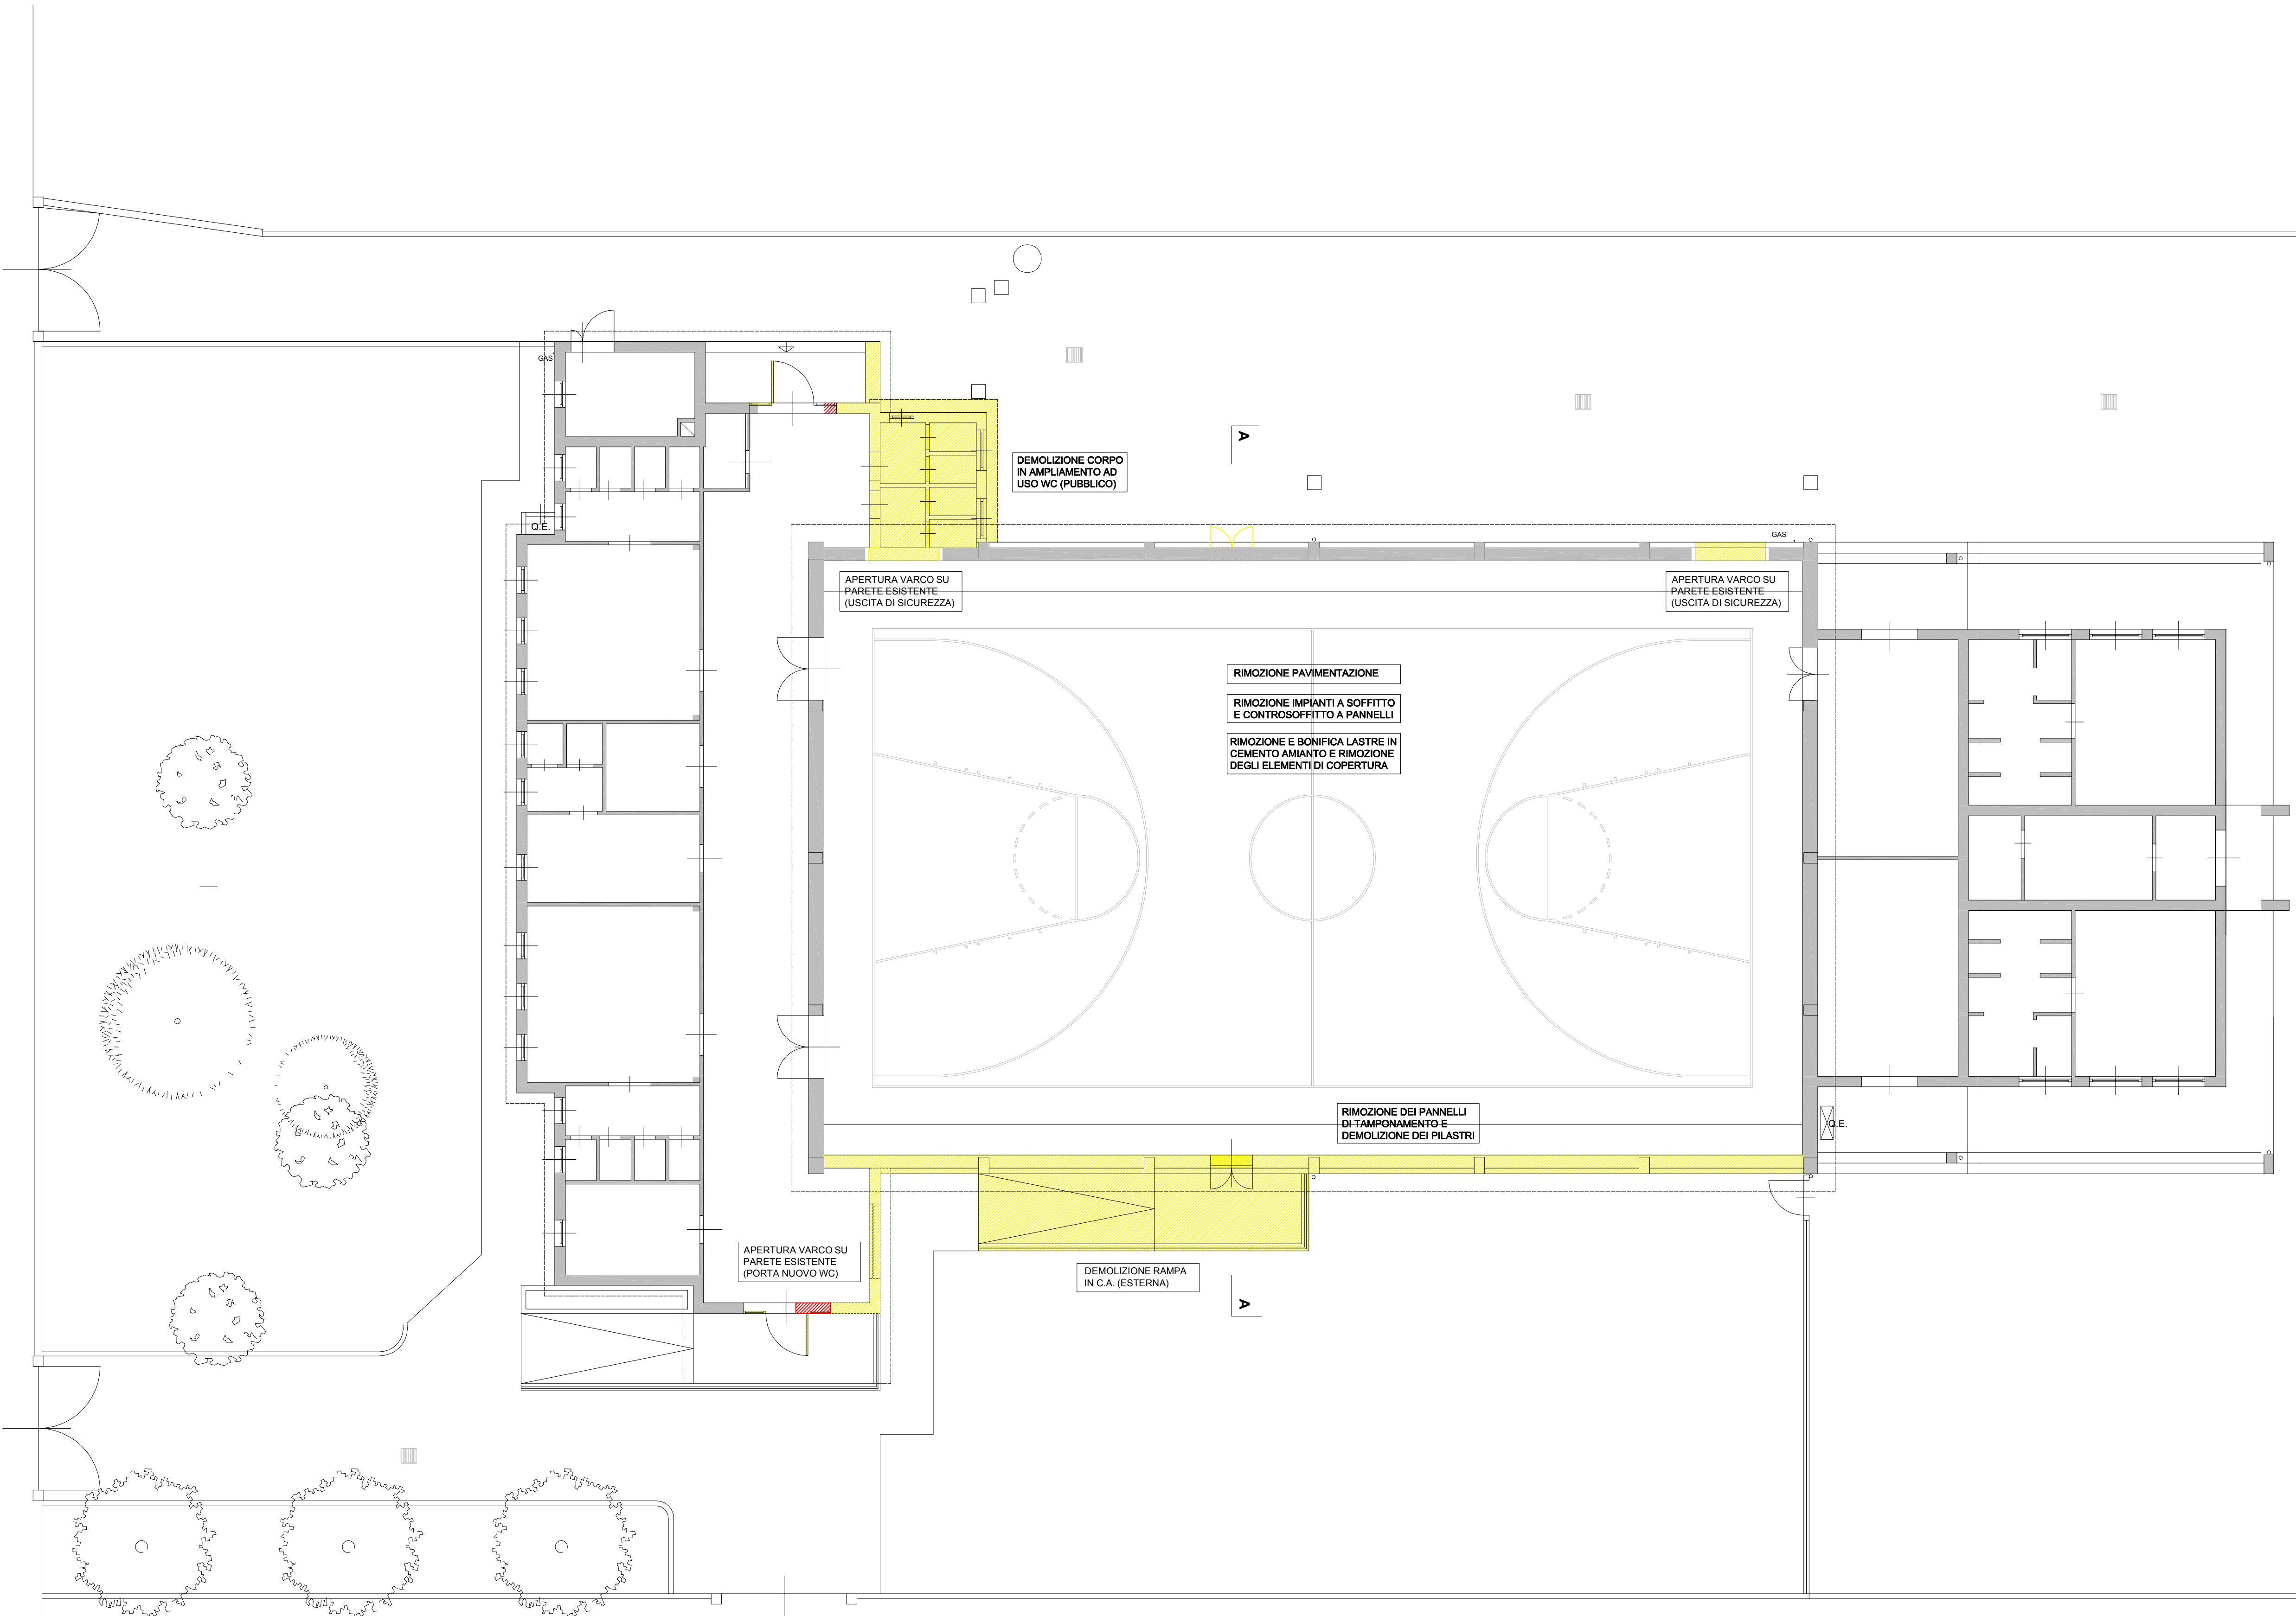 GAS
A
DEMOLIZIONE CORPO
IN AMPLIAMENTO AD
USO WC (PUBBLICO)
Q.E.
GAS
APERTURA VARCO SU
PARETE ESISTENTE
(USCITA DI SICUREZZA)
APERTURA VARCO SU
PARETE ESISTENTE
(USCITA DI SICUREZZA)
RIMOZIONE PAVIMENTAZIONE
RIMOZIONE IMPIANTI A SOFFITTO
E CONTROSOFFITTO A PANNELLI
RIMOZIONE E BONIFICA LASTRE IN
CEMENTO AMIANTO E RIMOZIONE
DEGLI ELEMENTI DI COPERTURA
RIMOZIONE DEI PANNELLI
DI TAMPONAMENTO E
DEMOLIZIONE DEI PILASTRI
Q.E.
APERTURA VARCO SU
PARETE ESISTENTE
(PORTA NUOVO WC)
DEMOLIZIONE RAMPA
IN C.A. (ESTERNA)
A